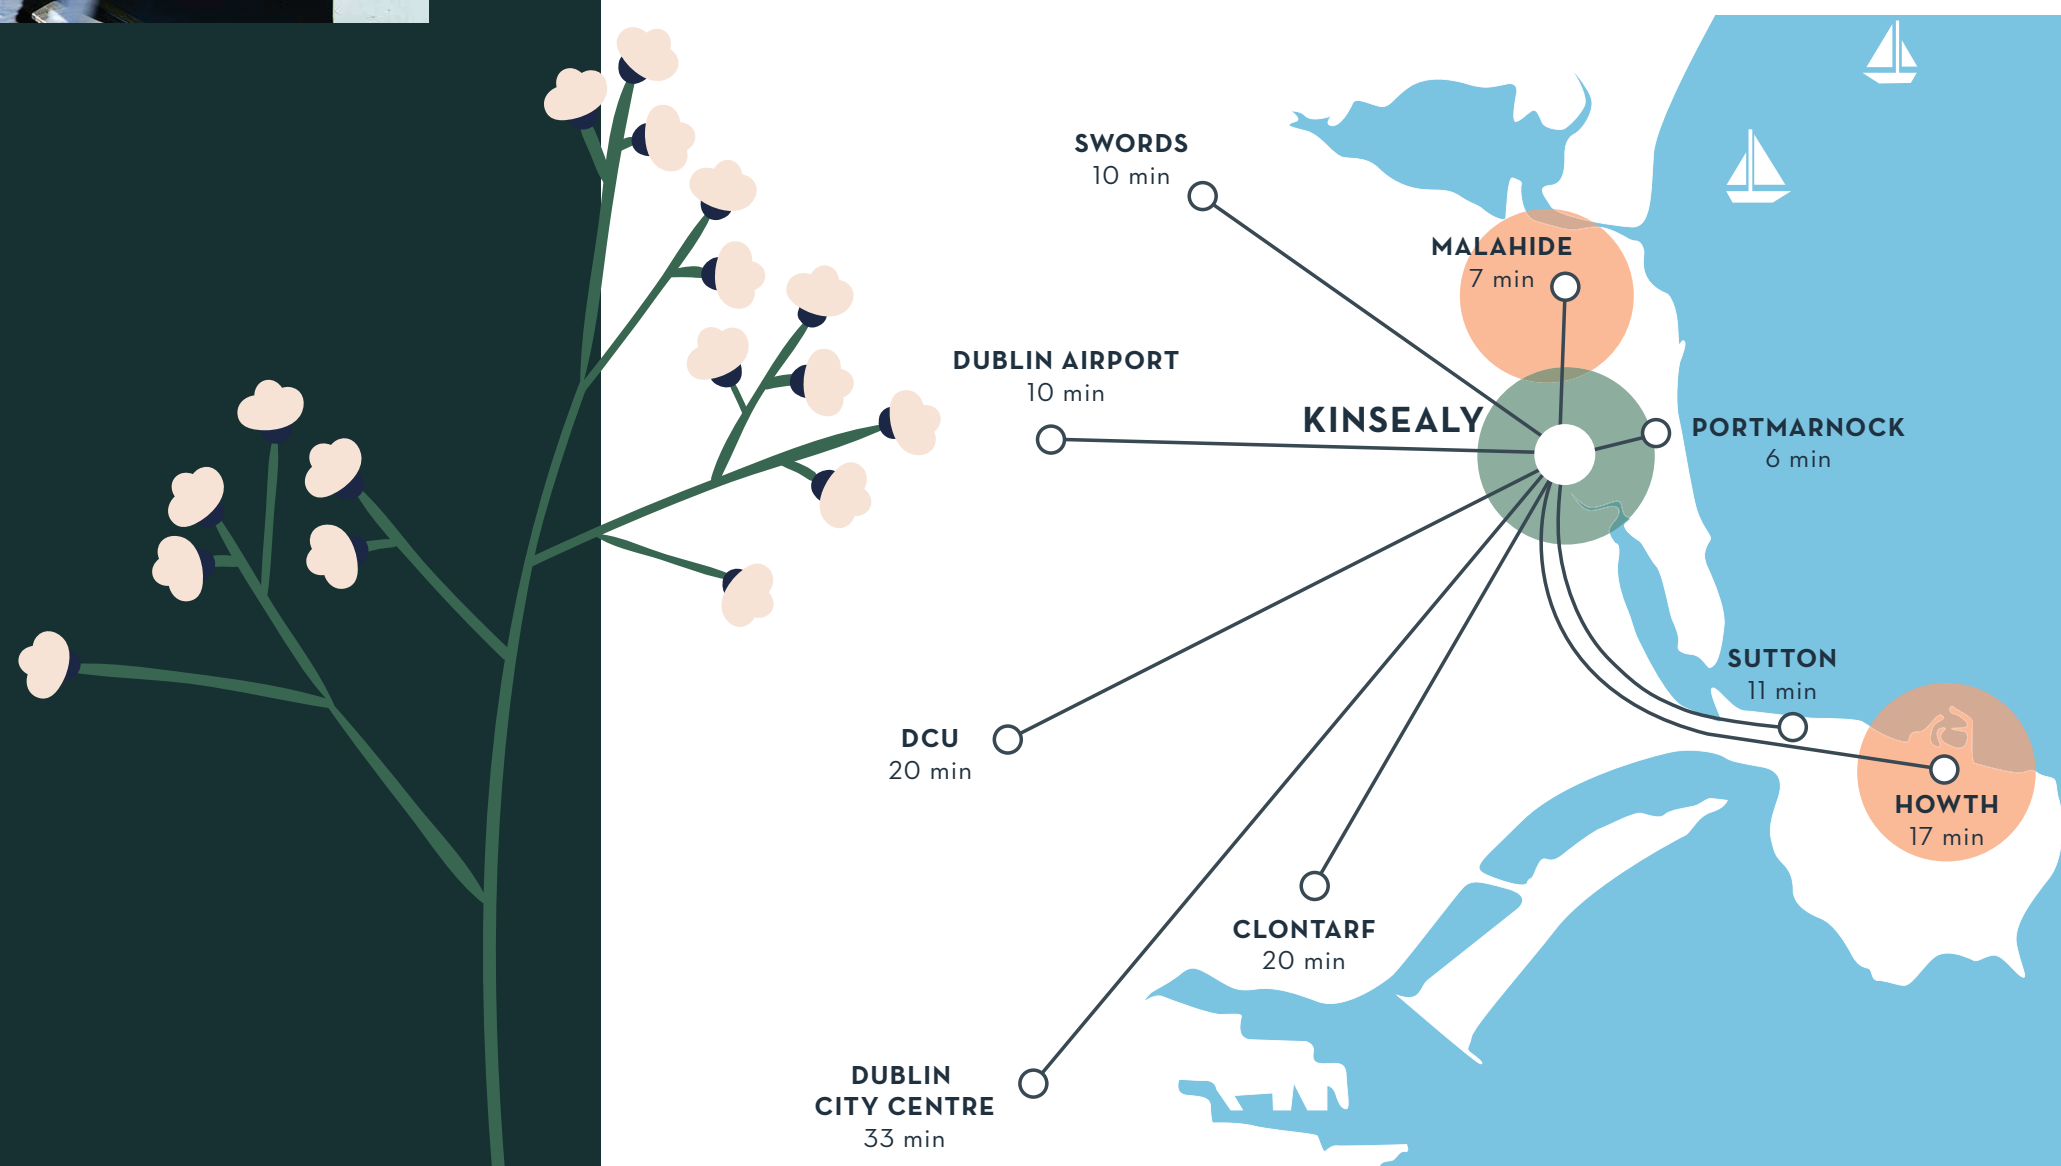 SWORDS
10 min
MALAHIDE
7 min
DUBLIN AIRPORT
10 min
KINSEALY
PORTMARNOCK
6 min
SUTTON
11 min
DCU
20 min
HOWTH
17 min
CLONTARF
20 min
DUBLIN
CITY CENTRE
33 min